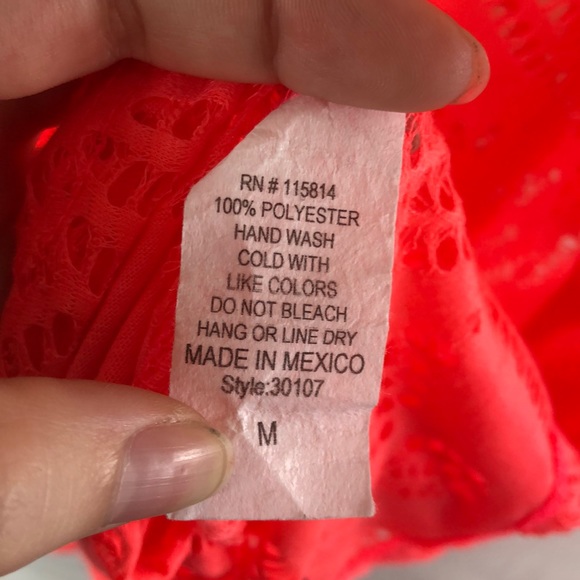 RN # 115814
100% POLYESTER
HAND WASH
COLD WITH
LIKE COLORS
DO NOT BLEACH
HANG OR LINE DRY
MADE IN MEXICO
Style:30107
M